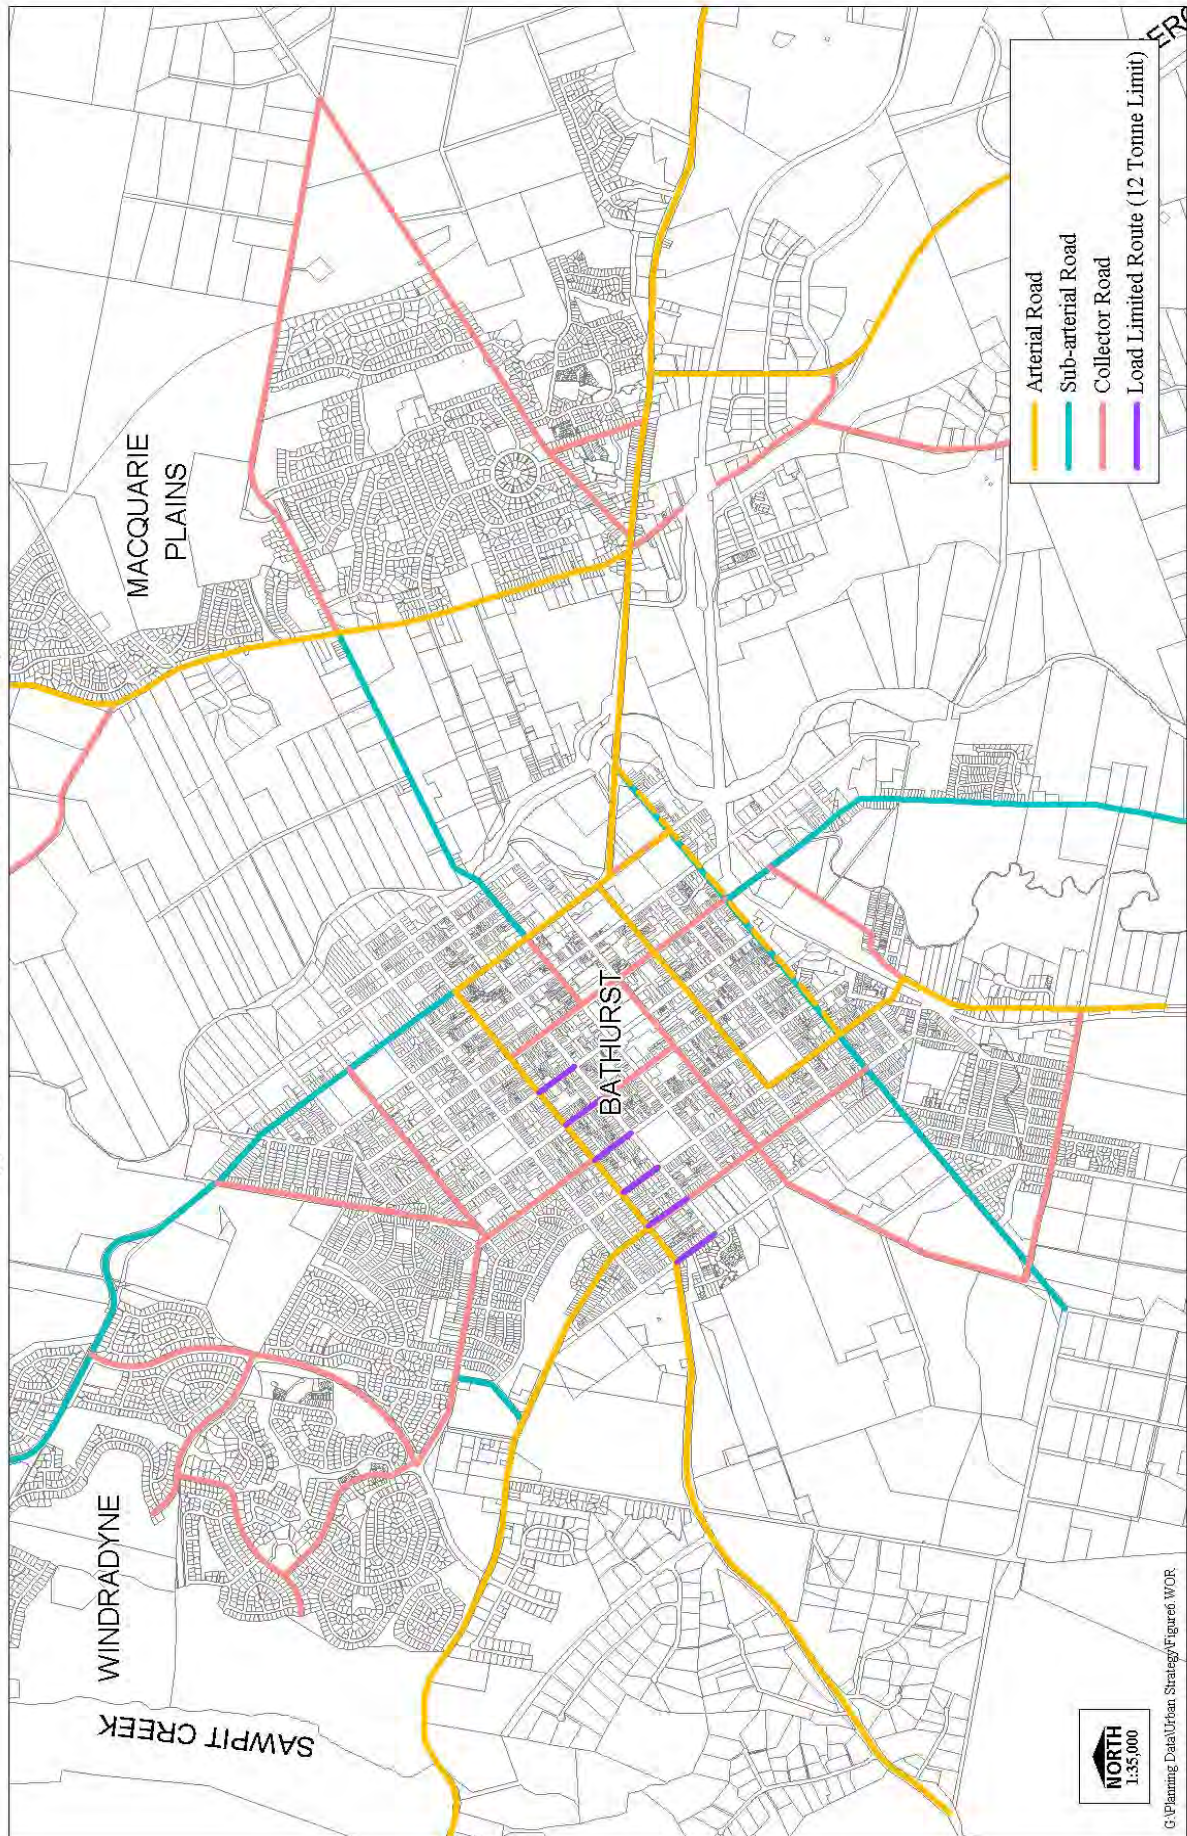 MACQUARIE
PLAINS
WINDRADYNE
SAWPIT CREEK
BATHURST
Arterial Road
Sub-arterial Road
Collector Road
Load Limited Route (12 Tonne Limit)
NORTH
1:35,000
G:\Planning Data\Urban Strategy\Figure6.WOR